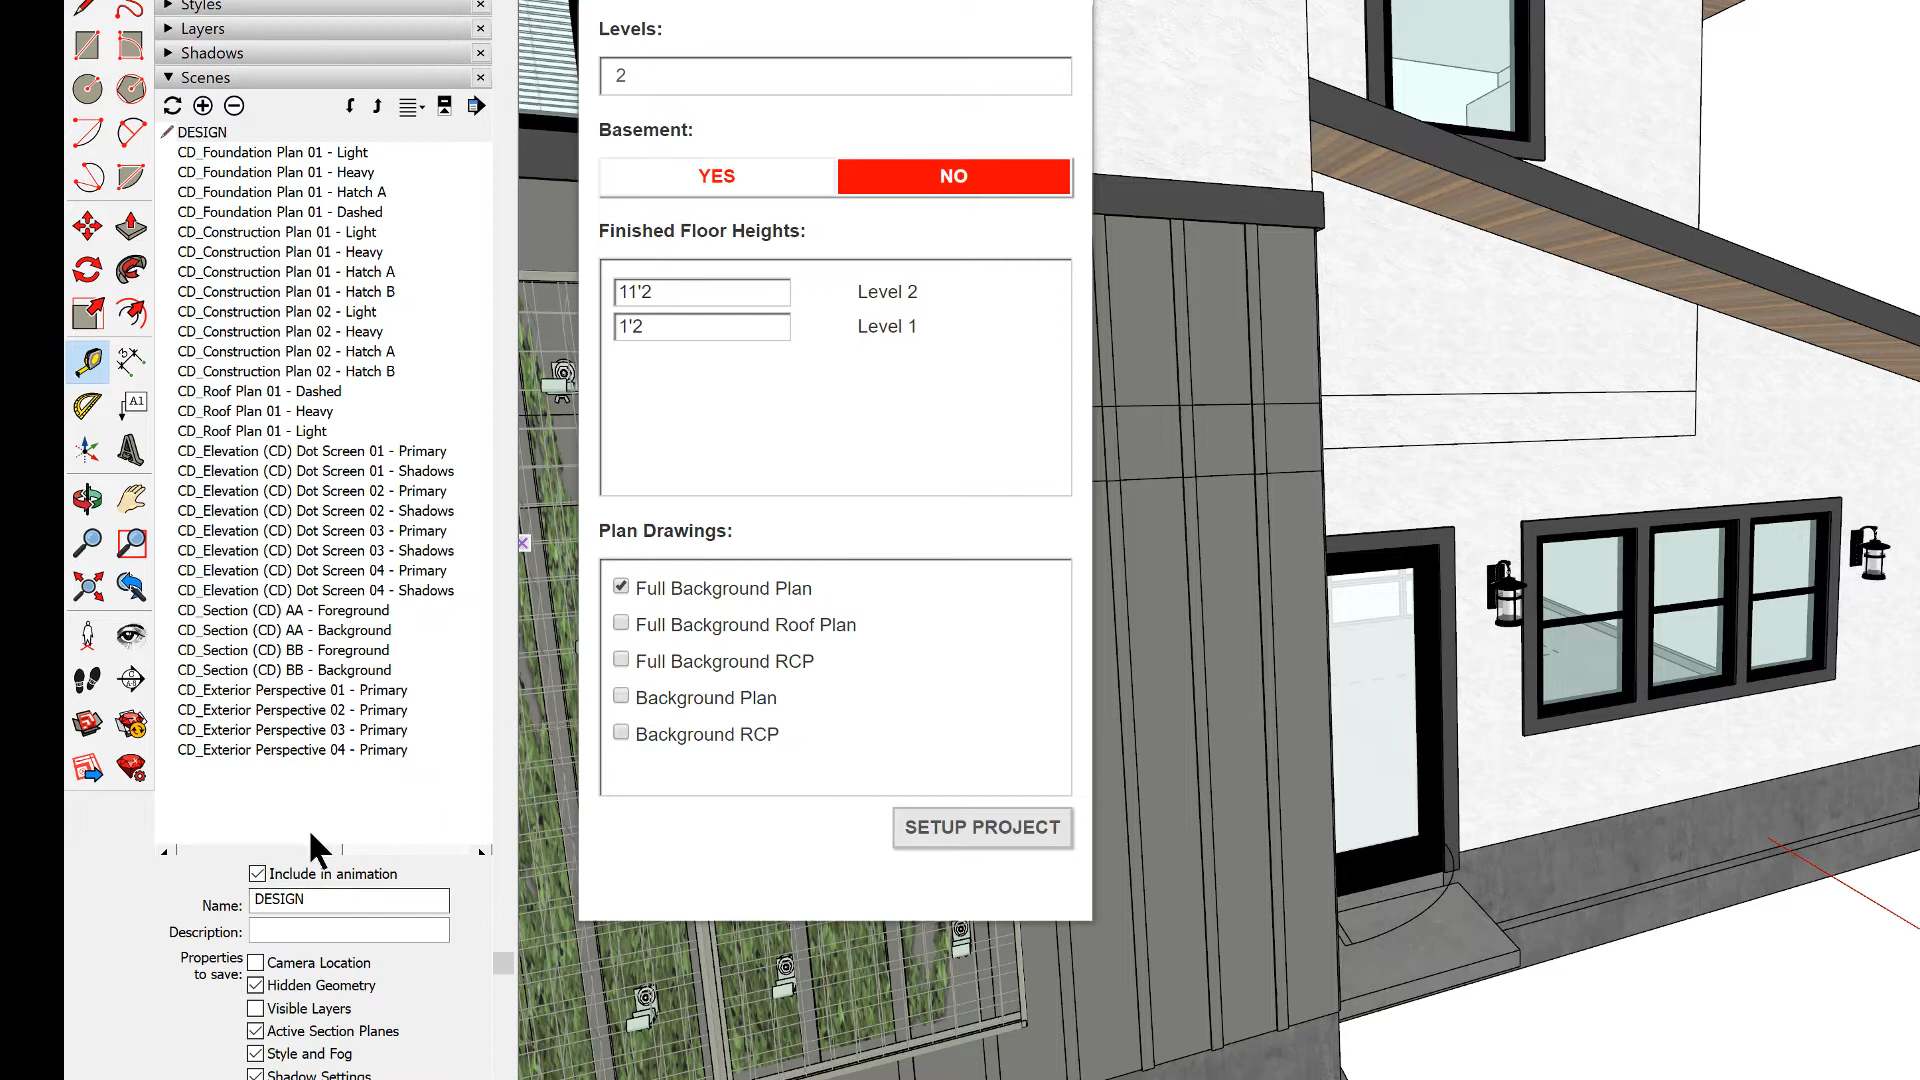 Styles
Layers
Shadows
Scenes
DESIGN
CD_Foundation Plan 01 - Light
CD_Foundation Plan 01 - Heavy
CD_Foundation Plan 01 - Hatch A
CD_Foundation Plan 01 - Dashed
CD_Construction Plan 01 - Light
CD_Construction Plan 01 - Heavy
CD_Construction Plan 01 - Hatch A
CD_Construction Plan 01 - Hatch B
CD_Construction Plan 02 - Light
CD_Construction Plan 02 - Heavy
CD_Construction Plan 02 - Hatch A
CD_Construction Plan 02 - Hatch B
CD_Roof Plan 01 - Dashed
CD_Roof Plan 01 - Heavy
CD_Roof Plan 01 - Light
CD_Elevation (CD) Dot Screen 01 - Primary
CD_Elevation (CD) Dot Screen 01 - Shadows
CD_Elevation (CD) Dot Screen 02 - Primary
CD_Elevation (CD) Dot Screen 02 - Shadows
CD_Elevation (CD) Dot Screen 03 - Primary
CD_Elevation (CD) Dot Screen 03 - Shadows
CD_Elevation (CD) Dot Screen 04 - Primary
CD_Elevation (CD) Dot Screen 04 - Shadows
CD_Section (CD) AA - Foreground
CD_Section (CD) AA - Background
CD_Section (CD) BB - Foreground
CD_Section (CD) BB - Background
CD_Exterior Perspective 01 - Primary
CD_Exterior Perspective 02 - Primary
CD_Exterior Perspective 03 - Primary
CD_Exterior Perspective 04 - Primary
Include in animation
Name: DESIGN
Description:
Properties
to save:
Camera Location
Hidden Geometry
Visible Layers
Active Section Planes
Style and Fog
Shadow Settings
A1
Levels:
2
Basement:
YES NO
Finished Floor Heights:
11'2 Level 2
1'2 Level 1
Plan Drawings:
Full Background Plan
Full Background Roof Plan
Full Background RCP
Background Plan
Background RCP
SETUP PROJECT